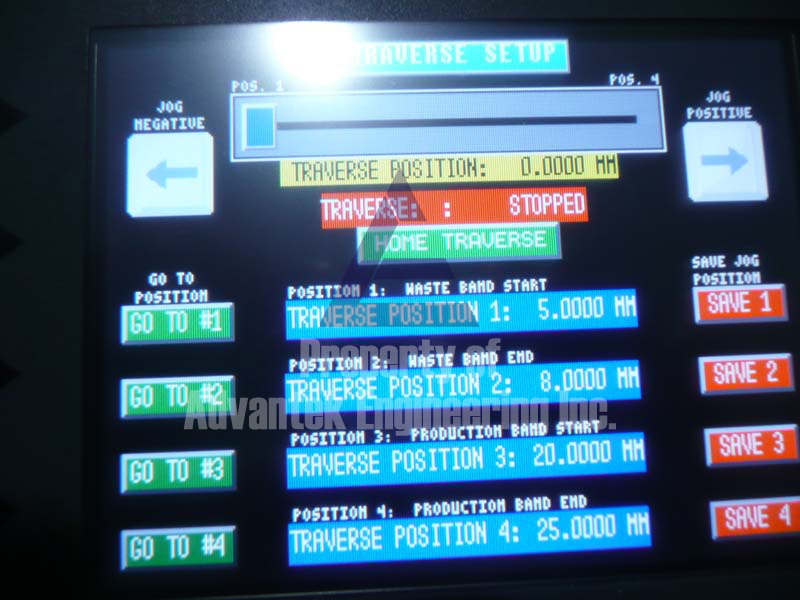 TRAVERSE SETUP
POS. 1
POS. 4
JOG
NEGATIVE
JOG
POSITIVE
TRAVERSE POSITION: 0.0000 MM
TRAVERSE: : STOPPED
HOME TRAVERSE
GO TO
POSITION
SAVE JOG
POSITION
POSITION 1: WASTE BAND START
GO TO #1
TRAVERSE POSITION 1: 5.0000 MM
SAVE 1
Property of
Advantek Engineering Inc.
POSITION 2: WASTE BAND END
GO TO #2
TRAVERSE POSITION 2: 8.0000 MM
SAVE 2
POSITION 3: PRODUCTION BAND START
GO TO #3
TRAVERSE POSITION 3: 20.0000 MM
SAVE 3
POSITION 4: PRODUCTION BAND END
GO TO #4
TRAVERSE POSITION 4: 25.0000 MM
SAVE 4